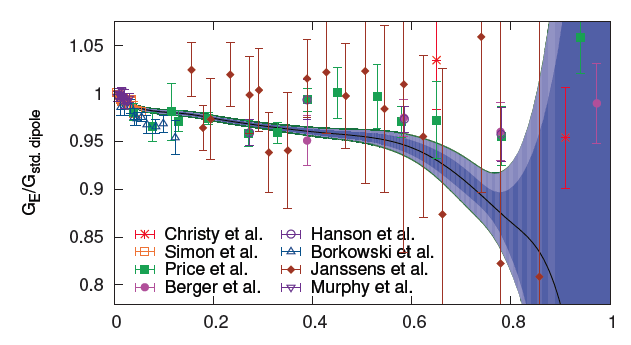 1.05
1
0.95
0.9
0.85
0.8
G_E/G_std. dipole
Christy et al.
Simon et al.
Price et al.
Berger et al.
Hanson et al.
Borkowski et al.
Janssens et al.
Murphy et al.
0
0.2
0.4
0.6
0.8
1